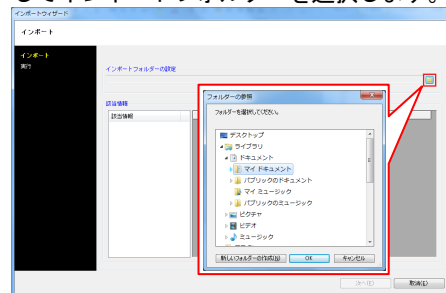 してインポートフォルダーを選択します。
インポートウィザード
インポート
インポート
実行
インポートフォルダーの設定
該当情報
該当情報
フォルダーの参照
フォルダーを選択してください。
デスクトップ
ライブラリ
ドキュメント
マイ ドキュメント
パブリックのドキュメント
マイ ミュージック
パブリックのミュージック
ピクチャ
ビデオ
ミュージック
新しいフォルダーの作成(N)
OK
キャンセル
次へ(N)
取消(E)